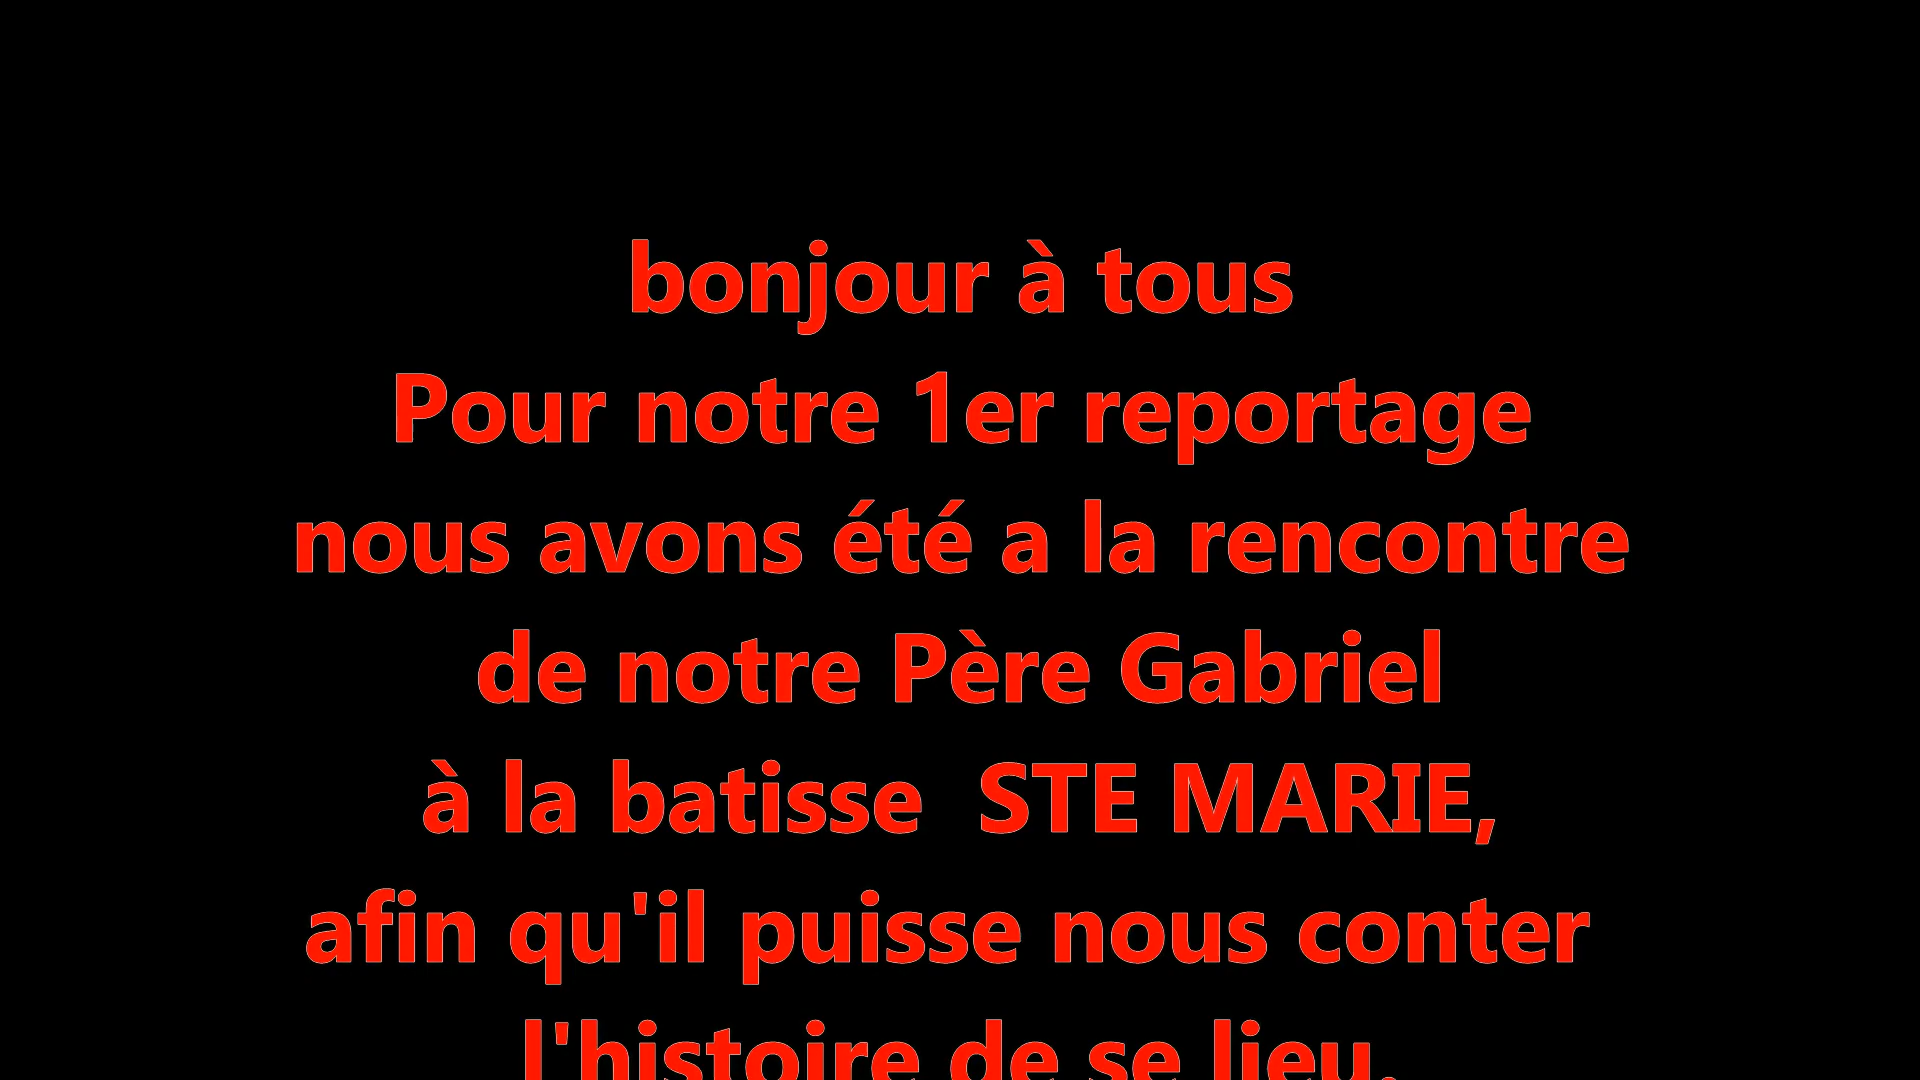 bonjour à tous
Pour notre 1er reportage
nous avons été a la rencontre
de notre Père Gabriel
à la batisse  STE MARIE,
afin qu'il puisse nous conter
l'histoire de se lieu.